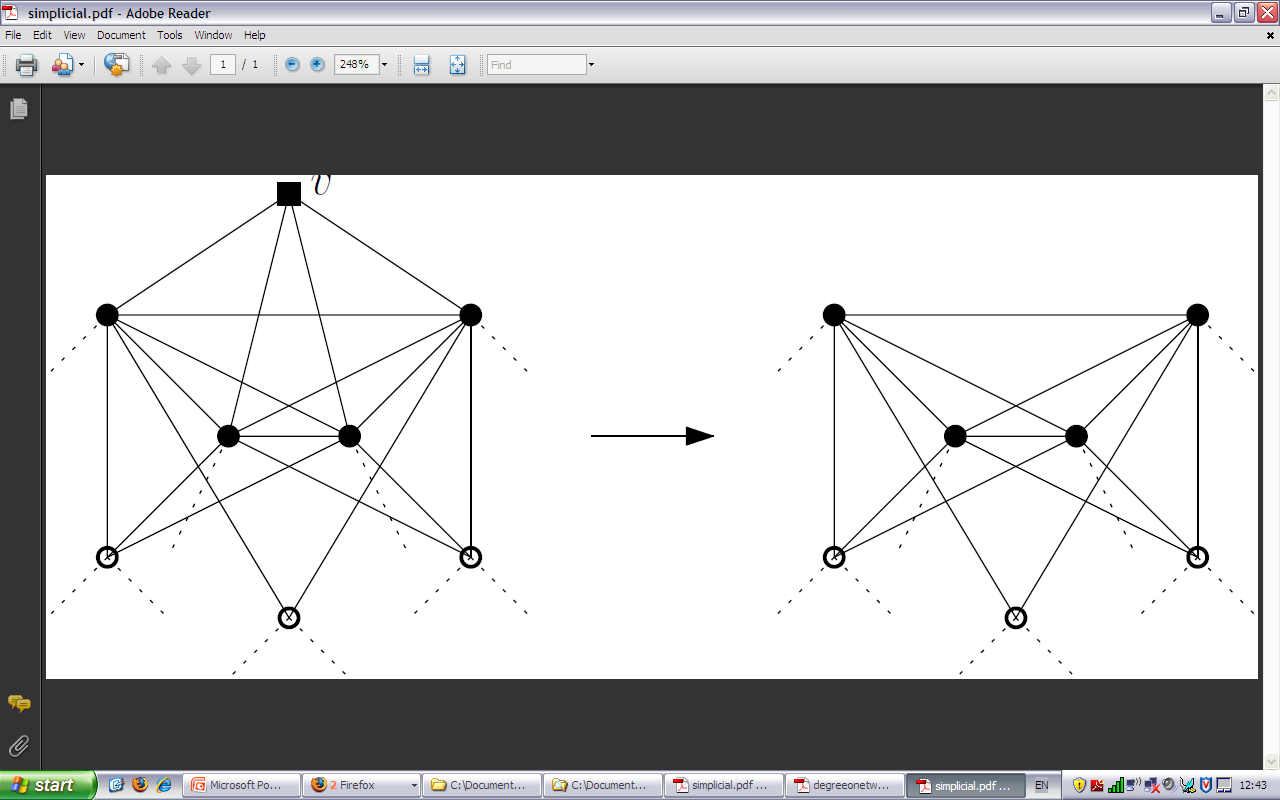 simplicial.pdf - Adobe Reader
File Edit View Document Tools Window Help
1 / 1 248% Find
v
start Microsoft Po... 2 Firefox C:\Document... C:\Document... simplicial.pdf ... degreeonetw... simplicial.pdf ... EN 12:43